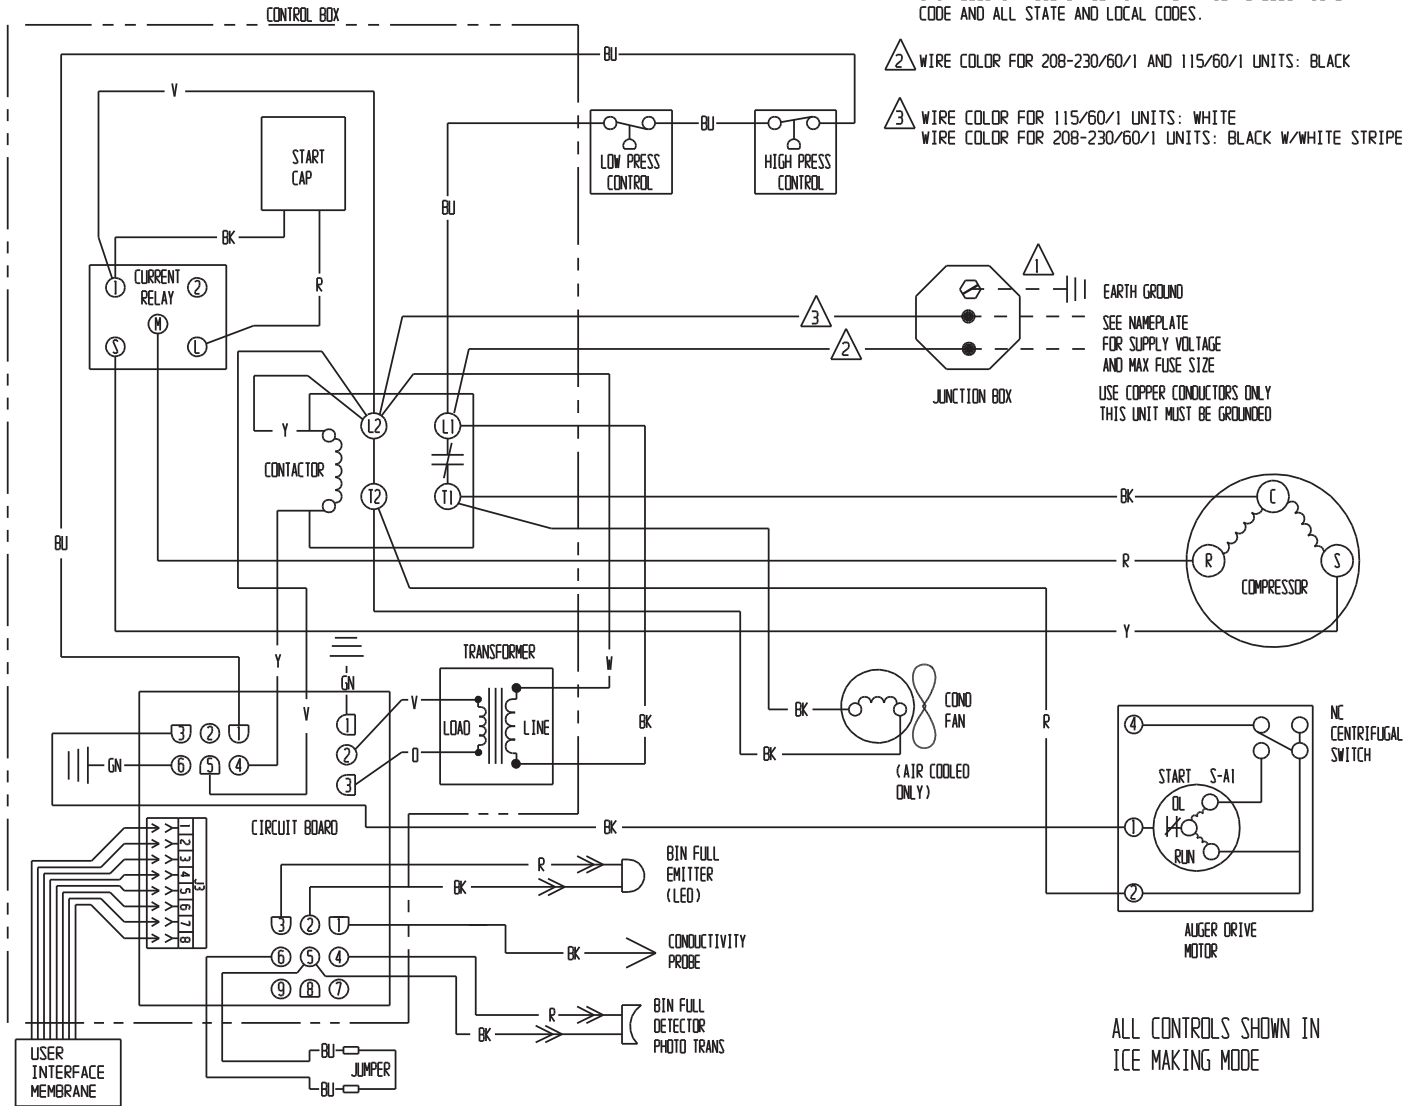 CONTROL BOX
CODE AND ALL STATE AND LOCAL CODES.
2 WIRE COLOR FOR 208-230/60/1 AND 115/60/1 UNITS: BLACK
3 WIRE COLOR FOR 115/60/1 UNITS: WHITE
WIRE COLOR FOR 208-230/60/1 UNITS: BLACK W/WHITE STRIPE
BU
V
START
CAP
BU
LOW PRESS
CONTROL
HIGH PRESS
CONTROL
BU
BK
R
CURRENT
RELAY
1
2
M
S
L
1
EARTH GROUND
3
2
SEE NAMEPLATE
FOR SUPPLY VOLTAGE
AND MAX FUSE SIZE
JUNCTION BOX
USE COPPER CONDUCTORS ONLY
THIS UNIT MUST BE GROUNDED
Y
L2
L1
CONTACTOR
T2
T1
BK
C
BU
R
R
S
COMPRESSOR
Y
Y
TRANSFORMER
W
GN
V
V
LOAD
LINE
O
BK
1
2
3
3
2
1
GN
6
5
4
BK
BK
COND
FAN
(AIR COOLED
ONLY)
R
4
NC
CENTRIFUGAL
SWITCH
START
S-A1
OL
RUN
1
2
AUGER DRIVE
MOTOR
CIRCUIT BOARD
BK
1
2
3
4
5
6
7
8
J3
R
BK
BIN FULL
EMITTER
(LED)
3
2
1
6
5
4
9
8
7
BK
CONDUCTIVITY
PROBE
R
BK
BIN FULL
DETECTOR
PHOTO TRANS
USER
INTERFACE
MEMBRANE
BU
JUMPER
BU
ALL CONTROLS SHOWN IN
ICE MAKING MODE